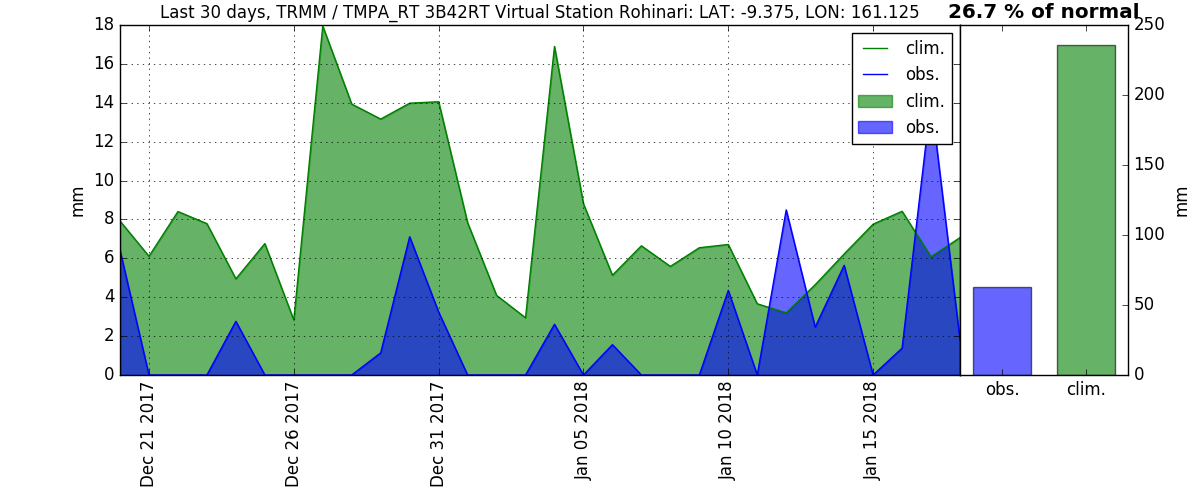 Last 30 days, TRMM / TMPA_RT 3B42RT Virtual Station Rohinari: LAT: -9.375, LON: 161.125
26.7 % of normal
18
16
14
12
10
8
6
4
2
0
mm
clim.
obs.
clim.
obs.
Dec 21 2017
Dec 26 2017
Dec 31 2017
Jan 05 2018
Jan 10 2018
Jan 15 2018
250
200
150
100
50
0
mm
obs.
clim.